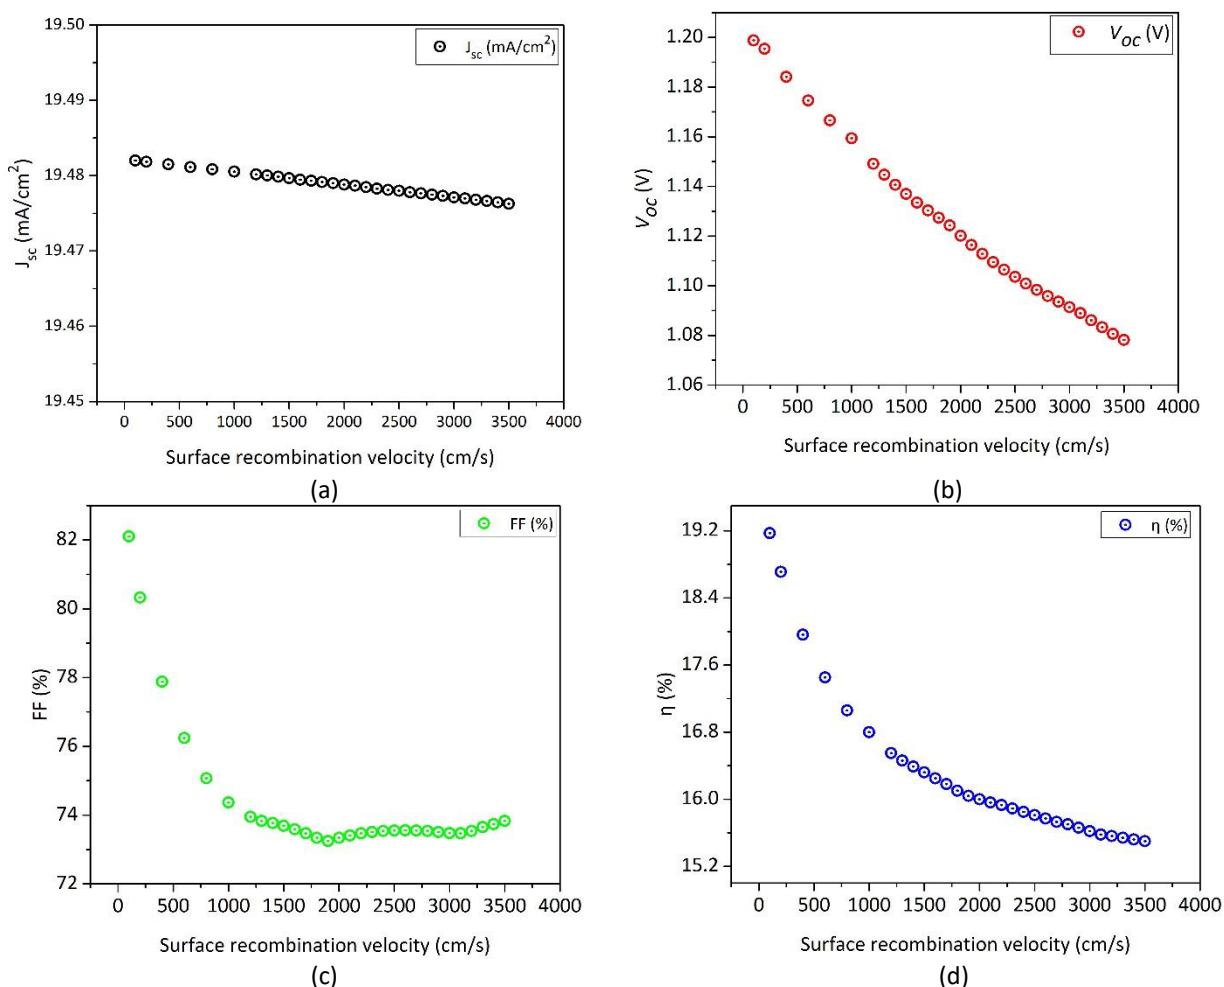 19.50
19.49
19.48
19.47
19.46
19.45
J_sc (mA/cm²)
J_sc (mA/cm²)
0 500 1000 1500 2000 2500 3000 3500 4000
Surface recombination velocity (cm/s)
(a)
1.20
1.18
1.16
1.14
1.12
1.10
1.08
1.06
V_OC (V)
V_OC (V)
0 500 1000 1500 2000 2500 3000 3500 4000
Surface recombination velocity (cm/s)
(b)
82
80
78
76
74
72
FF (%)
FF (%)
0 500 1000 1500 2000 2500 3000 3500 4000
Surface recombination velocity (cm/s)
(c)
19.2
18.4
17.6
16.8
16.0
15.2
η (%)
η (%)
0 500 1000 1500 2000 2500 3000 3500 4000
Surface recombination velocity (cm/s)
(d)